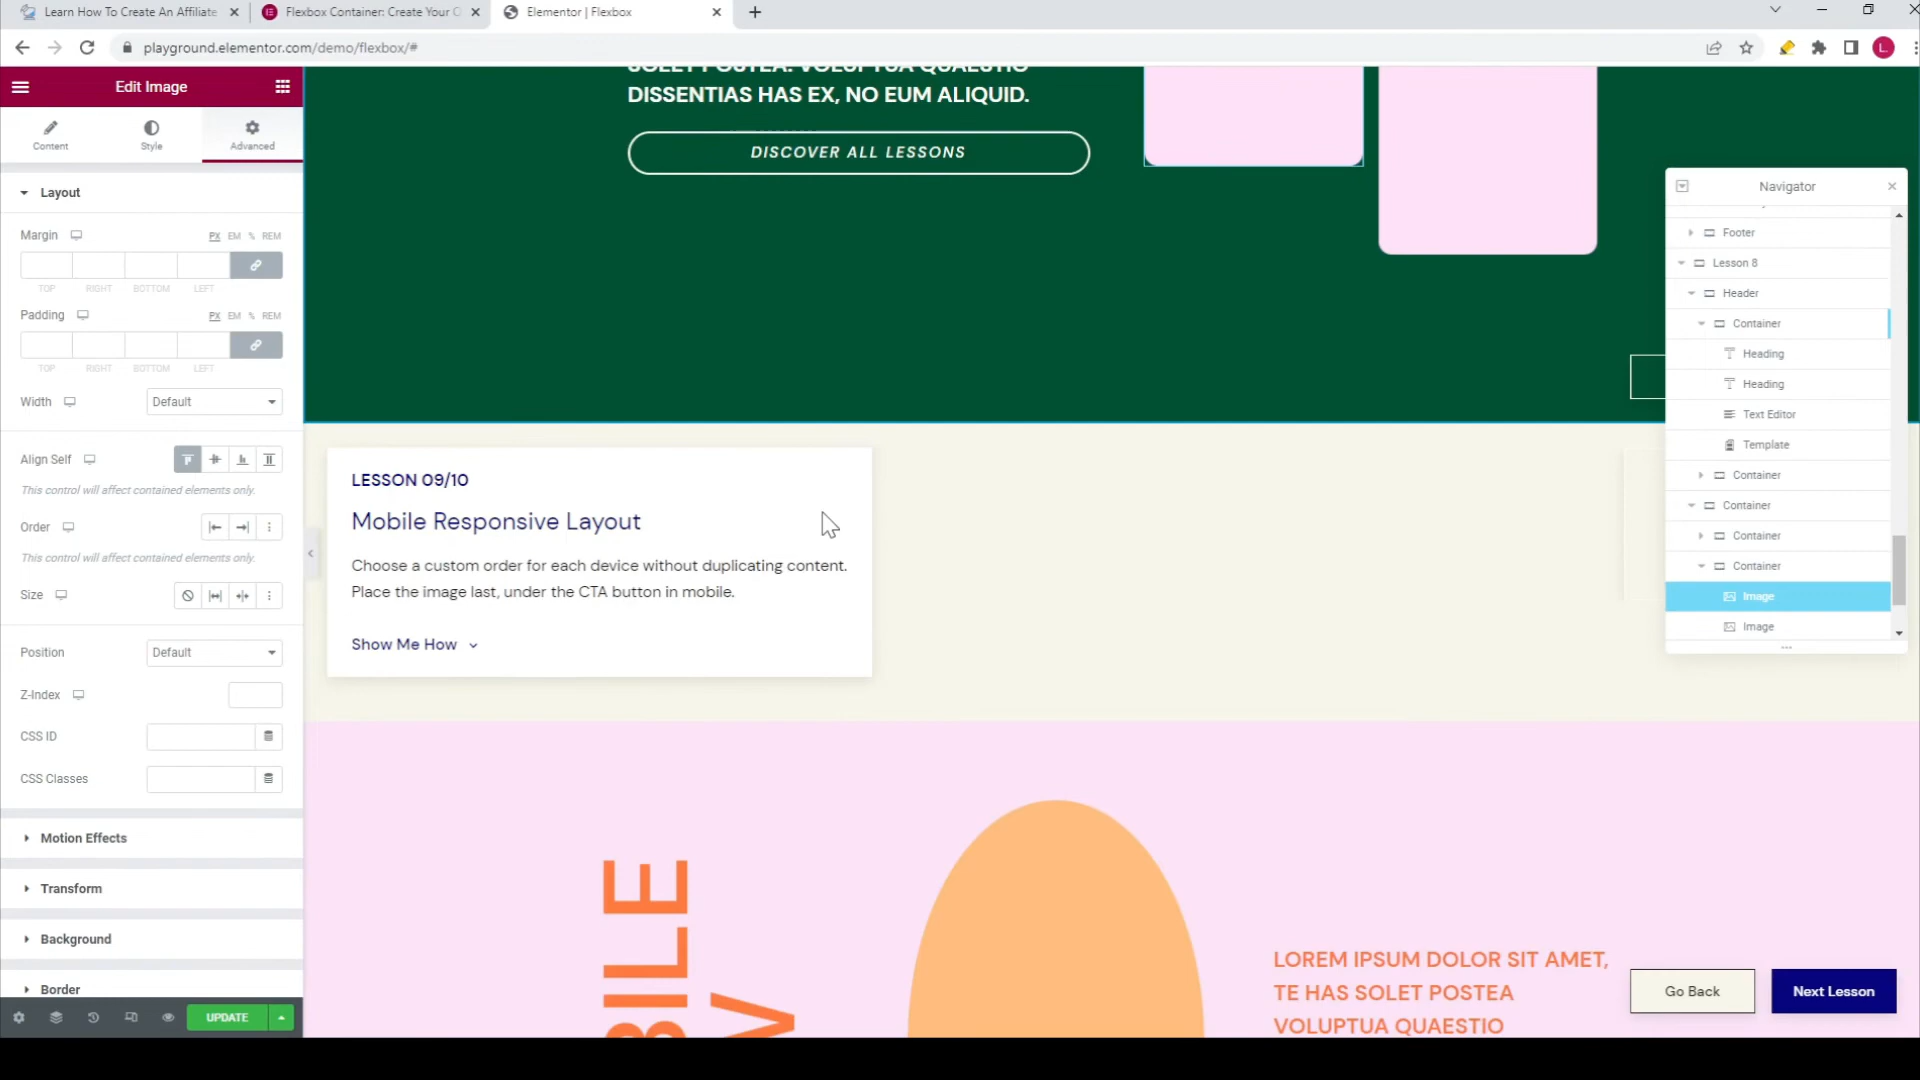 Learn How To Create An Affiliate
Flexbox Container: Create Your O
Elementor | Flexbox
playground.elementor.com/demo/flexbox/#
L
Edit Image
Content
Style
Advanced
Layout
Margin
PX EM % REM
TOP RIGHT BOTTOM LEFT
Padding
PX EM % REM
TOP RIGHT BOTTOM LEFT
Width
Default
Align Self
This control will affect contained elements only.
Order
This control will affect contained elements only.
Size
Position
Default
Z-Index
CSS ID
CSS Classes
Motion Effects
Transform
Background
Border
UPDATE
SOLET POSTEA. VOLUPTUA QUAESTIO
DISSENTIAS HAS EX, NO EUM ALIQUID.
DISCOVER ALL LESSONS
LESSON 09/10
Mobile Responsive Layout
Choose a custom order for each device without duplicating content.
Place the image last, under the CTA button in mobile.
Show Me How
Navigator
Footer
Lesson 8
Header
Container
Heading
Heading
Text Editor
Template
Container
Container
Container
Container
Image
Image
BILE
LOREM IPSUM DOLOR SIT AMET,
TE HAS SOLET POSTEA
VOLUPTUA QUAESTIO
Go Back
Next Lesson